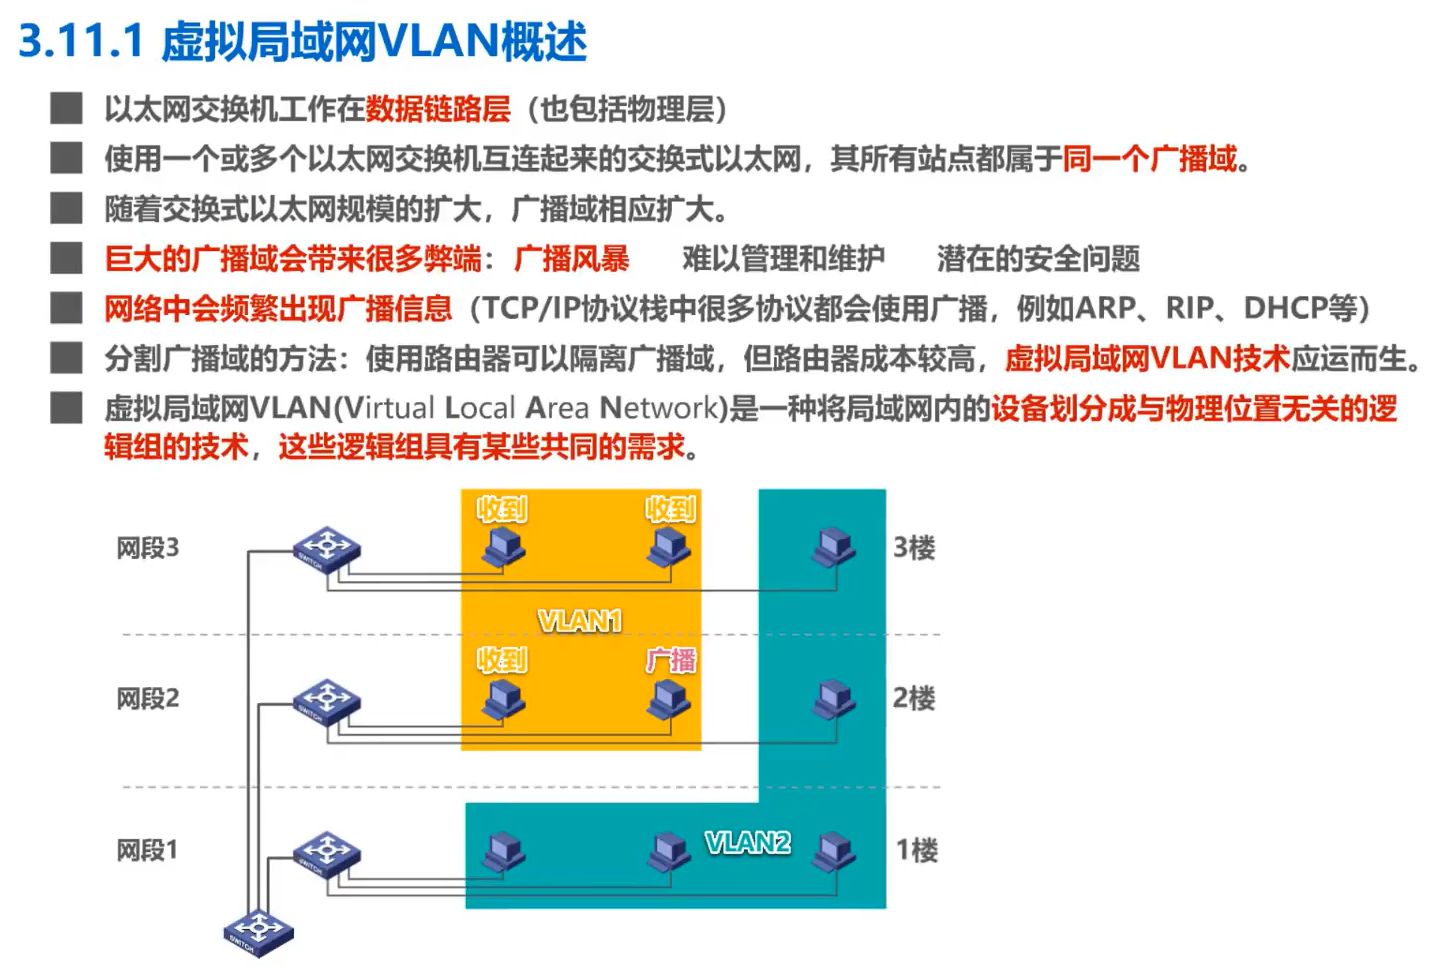 3.11.1 虚拟局域网VLAN概述
以太网交换机工作在数据链路层（也包括物理层）
使用一个或多个以太网交换机互连起来的交换式以太网，其所有站点都属于同一个广播域。
随着交换式以太网规模的扩大，广播域相应扩大。
巨大的广播域会带来很多弊端：广播风暴 难以管理和维护 潜在的安全问题
网络中会频繁出现广播信息（TCP/IP协议栈中很多协议都会使用广播，例如ARP、RIP、DHCP等）
分割广播域的方法：使用路由器可以隔离广播域，但路由器成本较高，虚拟局域网VLAN技术应运而生。
虚拟局域网VLAN(Virtual Local Area Network)是一种将局域网内的设备划分成与物理位置无关的逻
辑组的技术，这些逻辑组具有某些共同的需求。
收到 收到
网段3 SWITCH 3楼
VLAN1
收到 广播
网段2 SWITCH 2楼
网段1 SWITCH VLAN2 1楼
SWITCH